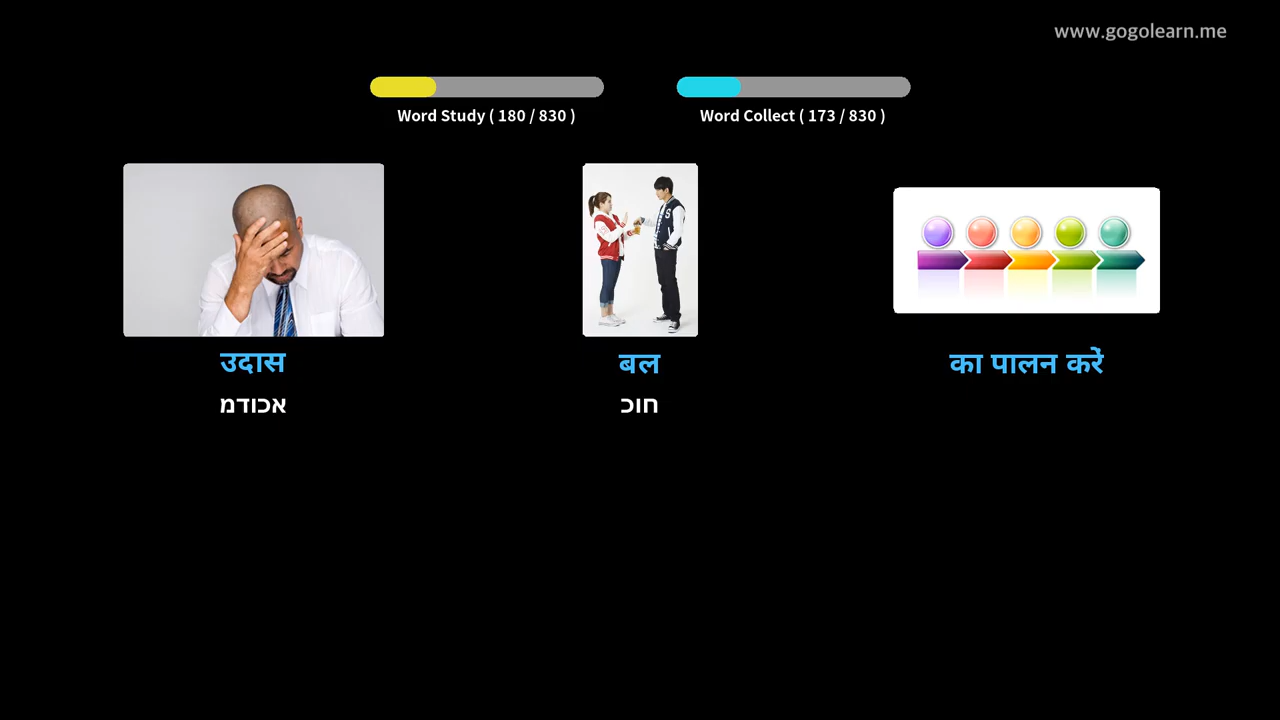 www.gogolearn.me
Word Study ( 180 / 830 )
Word Collect ( 173 / 830 )
उदास
אכודמ
बल
חוכ
का पालन करें